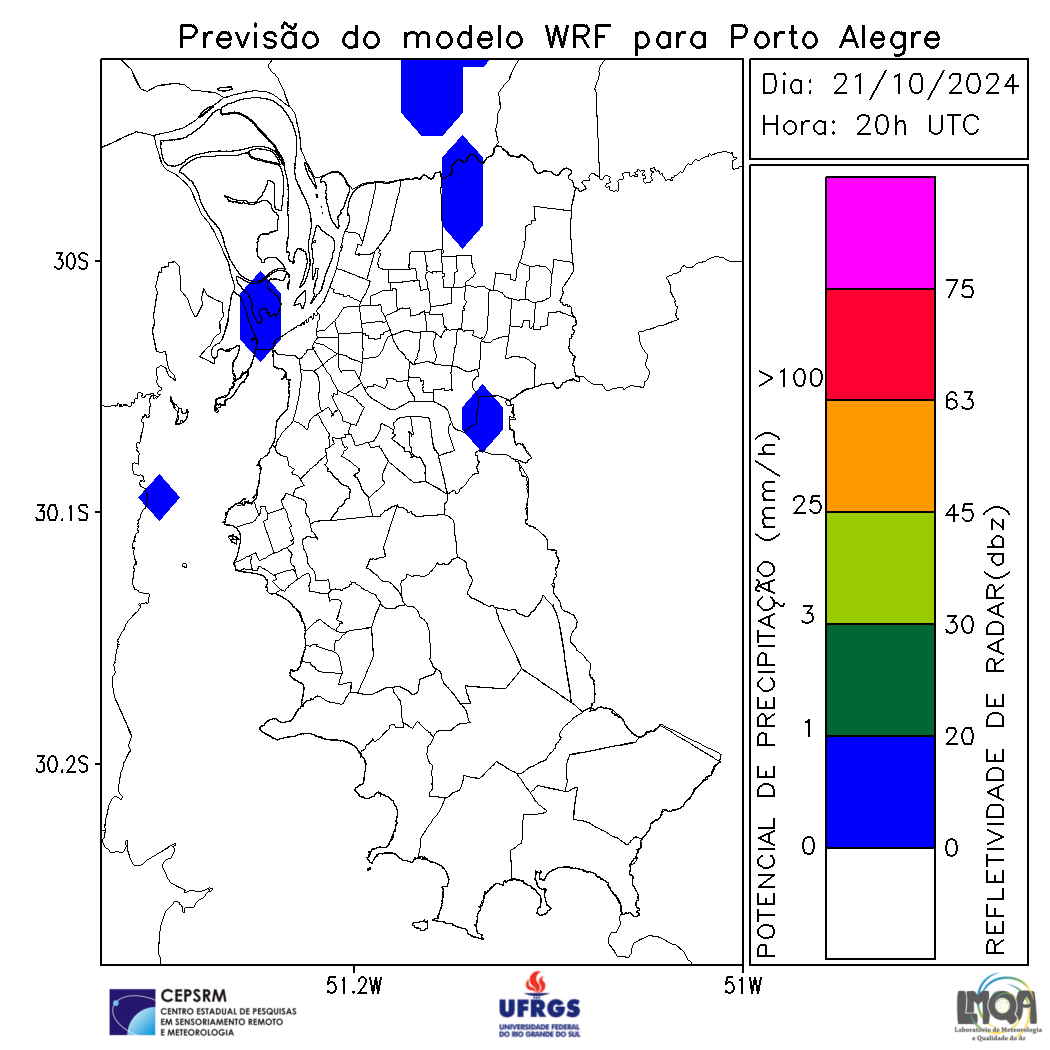 Previsão do modelo WRF para Porto Alegre
Dia: 21/10/2024
Hora: 20h UTC
30S
30.1S
30.2S
51.2W
51W
POTENCIAL DE PRECIPITAÇÃO (mm/h)
>100
25
3
1
0
75
63
45
30
20
0
REFLETIVIDADE DE RADAR(dbz)
CEPSRM
CENTRO ESTADUAL DE PESQUISAS
EM SENSORIAMENTO REMOTO
E METEOROLOGIA
UFRGS
UNIVERSIDADE FEDERAL
DO RIO GRANDE DO SUL
LMQA
Laboratório de Meteorologia
e Qualidade do Ar